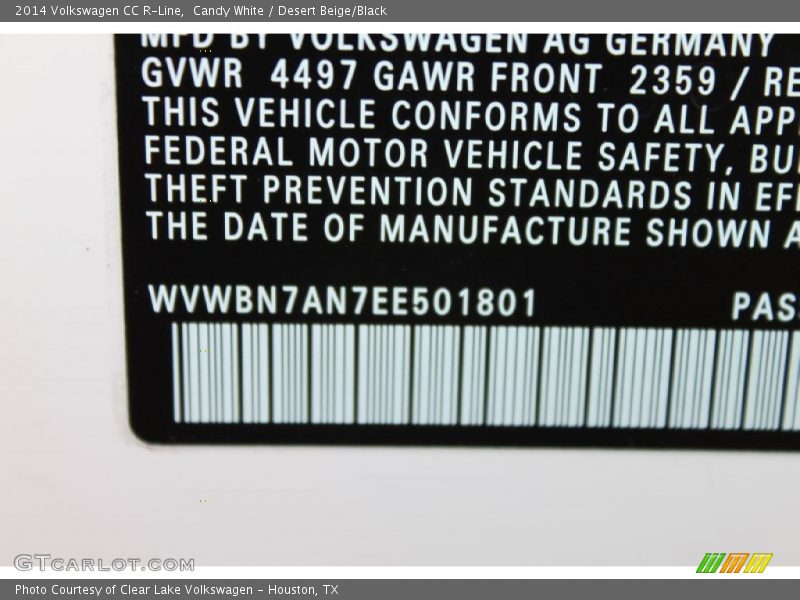 2014 Volkswagen CC R-Line, Candy White / Desert Beige/Black
MFD BY VOLKSWAGEN AG GERMANY
GVWR 4497 GAWR FRONT 2359 / RE
THIS VEHICLE CONFORMS TO ALL APP
FEDERAL MOTOR VEHICLE SAFETY, BU
THEFT PREVENTION STANDARDS IN EF
THE DATE OF MANUFACTURE SHOWN A
WVWBN7AN7EE501801 PAS
GTCARLOT.COM
Photo Courtesy of Clear Lake Volkswagen - Houston, TX